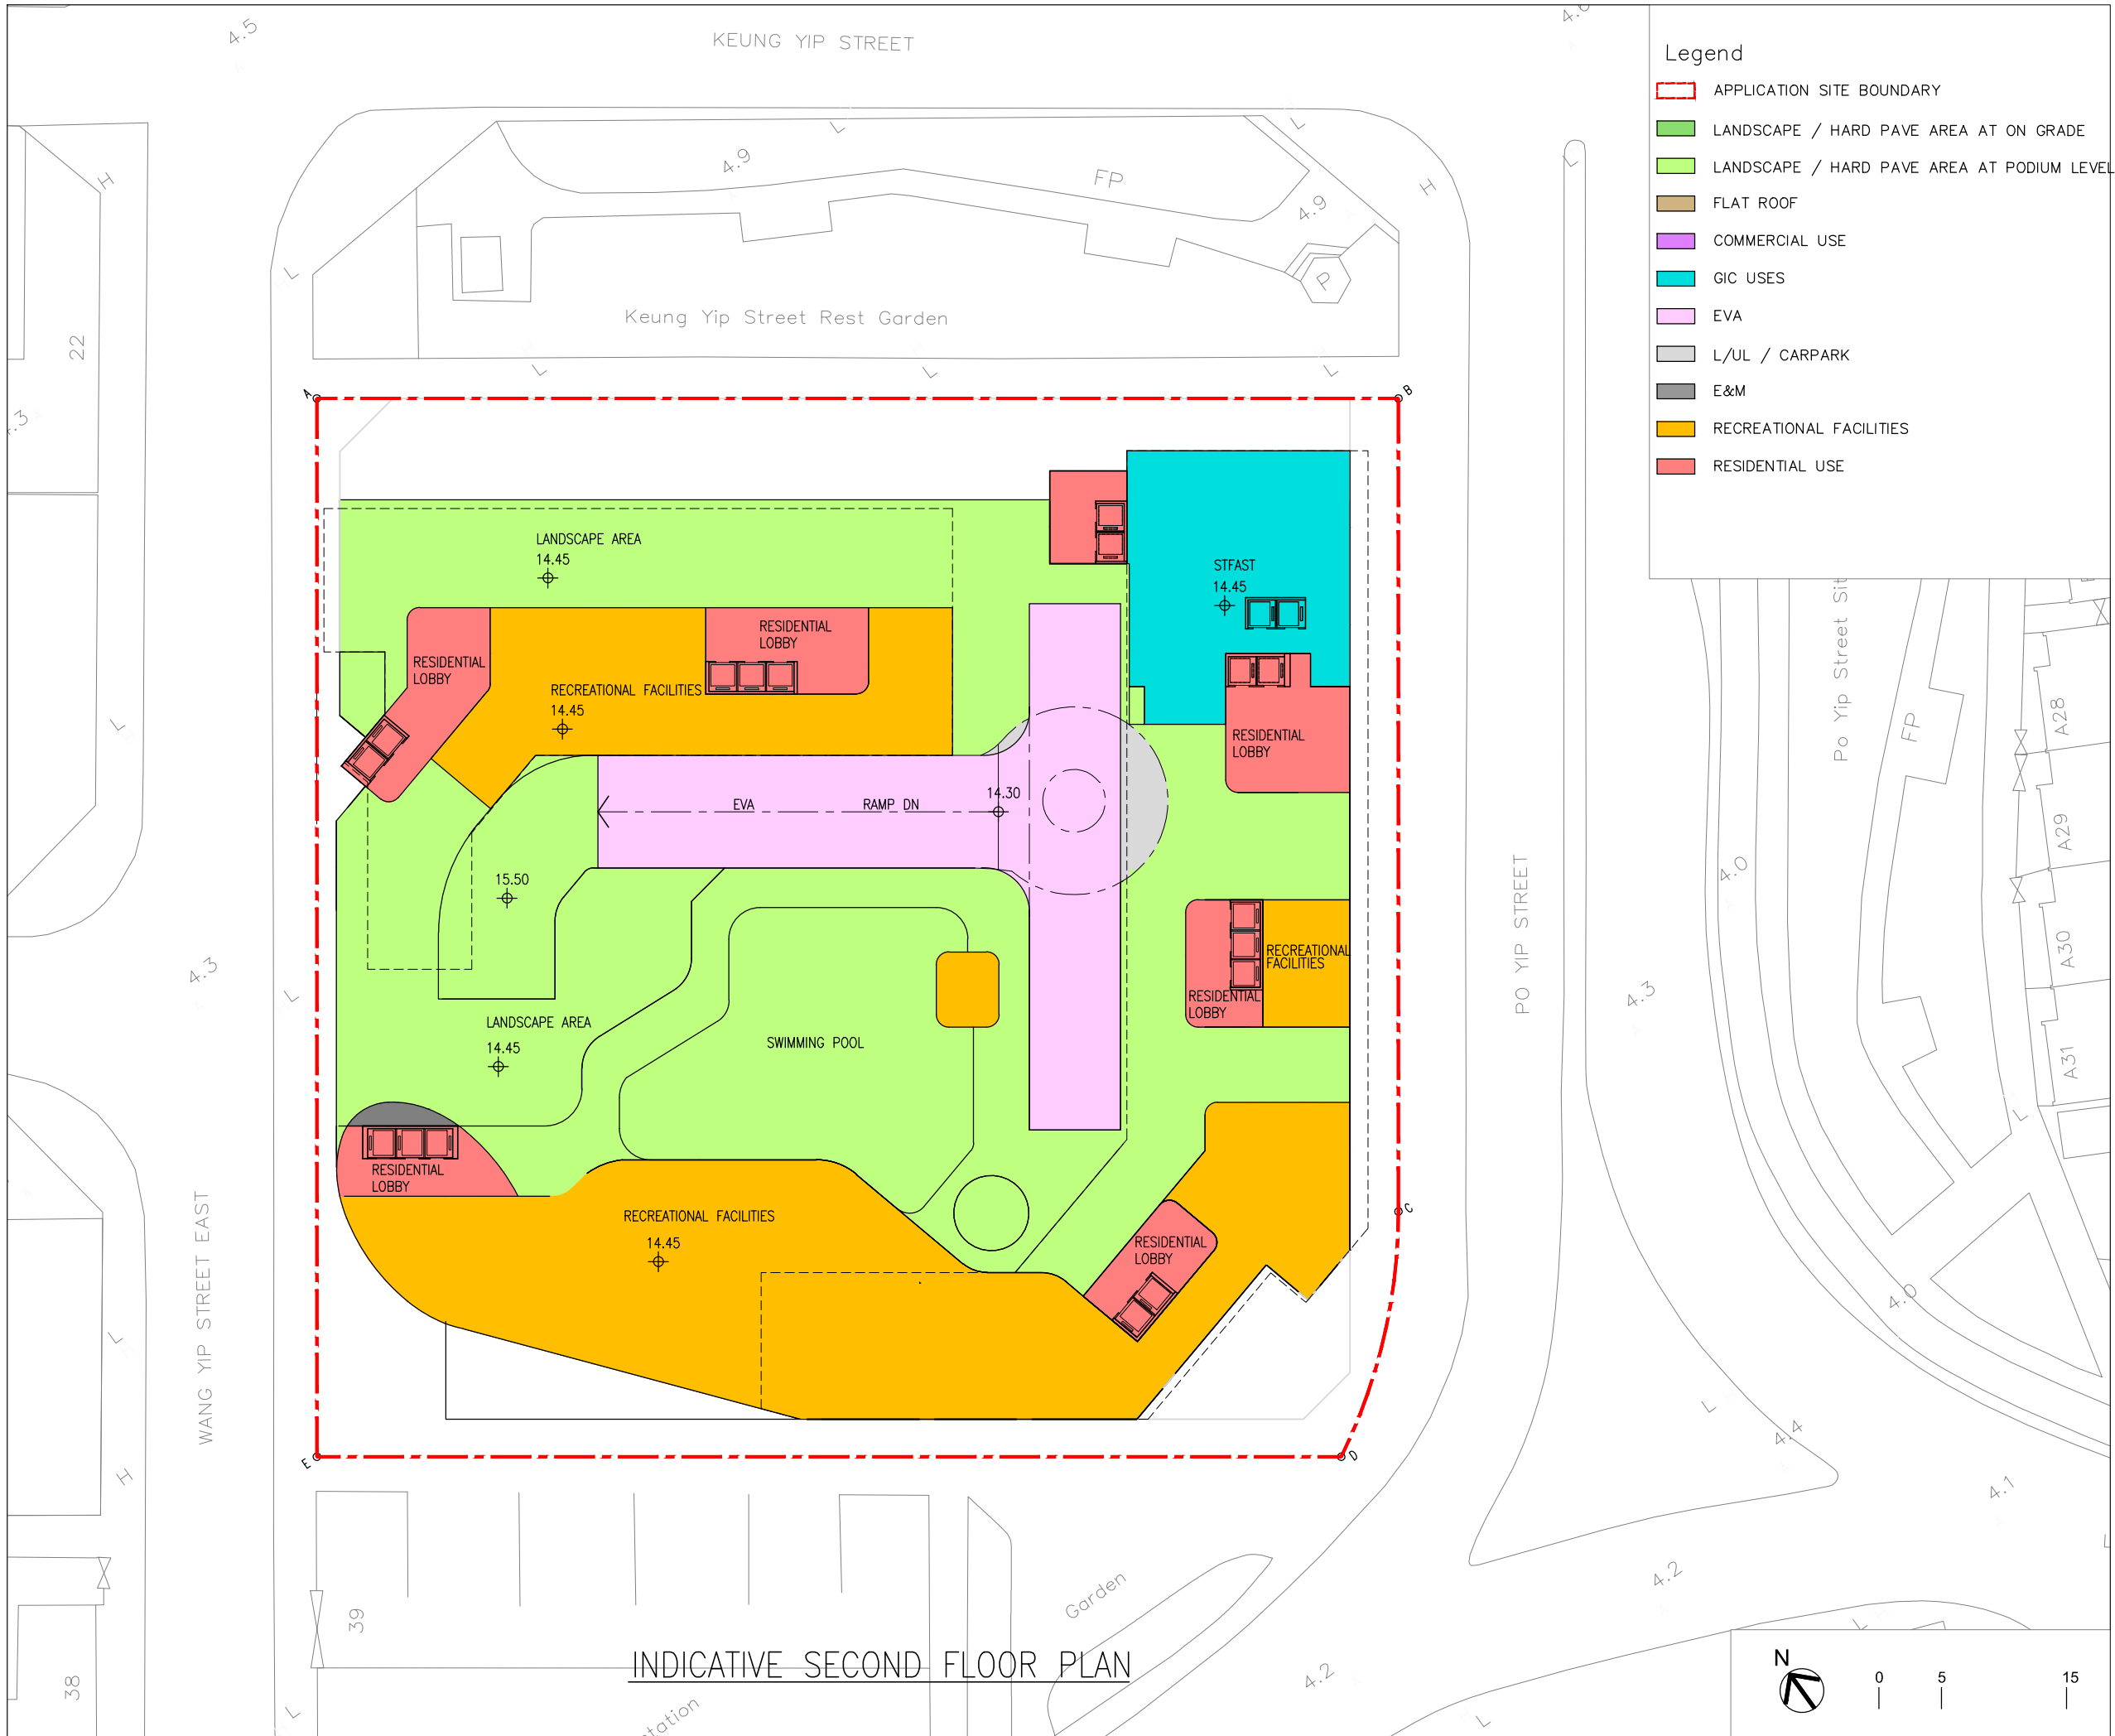 4.5
KEUNG YIP STREET
Legend
APPLICATION SITE BOUNDARY
LANDSCAPE / HARD PAVE AREA AT ON GRADE
LANDSCAPE / HARD PAVE AREA AT PODIUM LEVEL
FLAT ROOF
COMMERCIAL USE
GIC USES
EVA
L/UL / CARPARK
E&M
RECREATIONAL FACILITIES
RESIDENTIAL USE
L
L
L
4.9
FP
H
H
4.9
L
P
Keung Yip Street Rest Garden
22
L
L
L
A
B
LANDSCAPE AREA
14.45
STFAST
14.45
RESIDENTIAL
LOBBY
RESIDENTIAL
LOBBY
RECREATIONAL FACILITIES
14.45
RESIDENTIAL
LOBBY
L
EVA
RAMP DN
14.30
15.50
RECREATIONAL
FACILITIES
RESIDENTIAL
LOBBY
LANDSCAPE AREA
14.45
SWIMMING POOL
4.3
L
RESIDENTIAL
LOBBY
RECREATIONAL FACILITIES
14.45
RESIDENTIAL
LOBBY
C
D
E
WANG YIP STREET EAST
PO YIP STREET
Po Yip Street
FP
A28
A29
A30
A31
4.0
4.3
L
4.0
L
4.4
4.1
4.2
L
L
H
39
38
L
Garden
4.2
L
INDICATIVE SECOND FLOOR PLAN
N
0
5
15